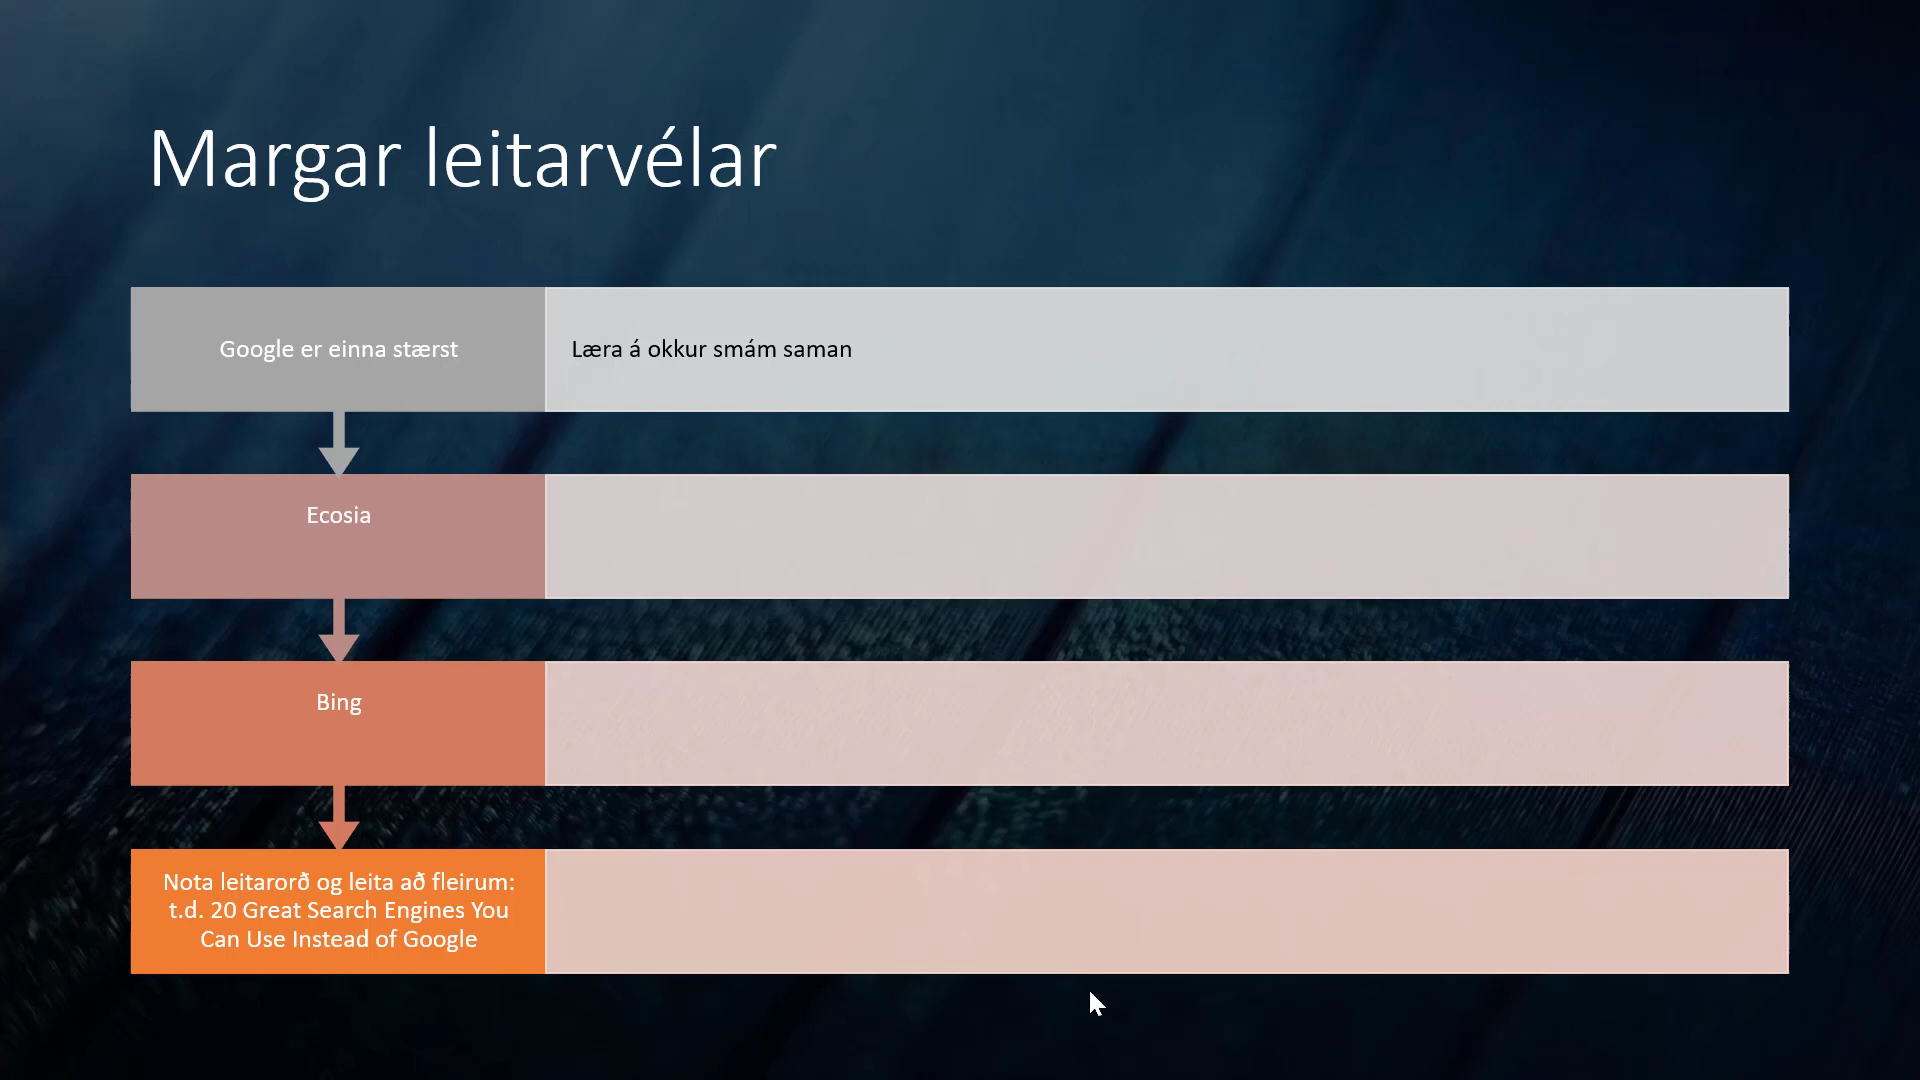 Margar leitarvélar
Google er einna stærst
Læra á okkur smám saman
Ecosia
Bing
Nota leitarorð og leita að fleirum:
t.d. 20 Great Search Engines You
Can Use Instead of Google